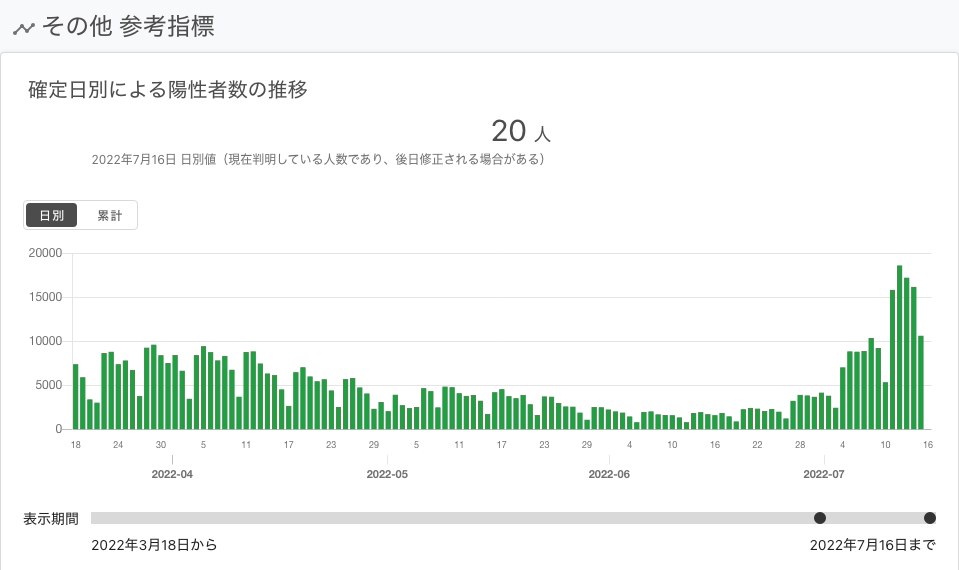 その他 参考指標
確定日別による陽性者数の推移
20 人
2022年7月16日 日別値（現在判明している人数であり、後日修正される場合がある）
日別 累計
20000
15000
10000
5000
0
18 24 30 5 11 17 23 29 5 11 17 23 29 4 10 16 22 28 4 10 16
2022-04 2022-05 2022-06 2022-07
表示期間
2022年3月18日から 2022年7月16日まで